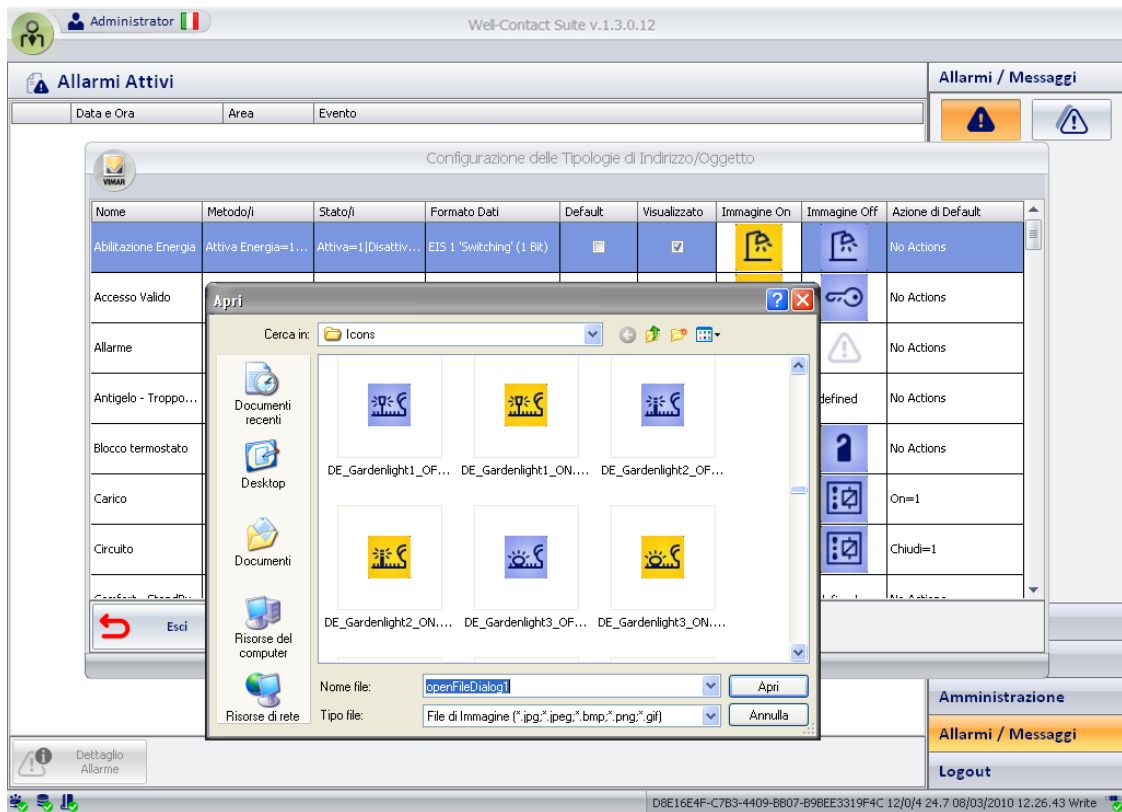 Administrator
Well-Contact Suite v.1.3.0.12
Allarmi Attivi
Allarmi / Messaggi
Data e Ora Area Evento
VIMAR
Configurazione delle Tipologie di Indirizzo/Oggetto
Nome Metodo/i Stato/i Formato Dati Default Visualizzato Immagine On Immagine Off Azione di Default
Abilitazione Energia Attiva Energia=1... Attiva=1|Disattiv... EIS 1 'Switching' (1 Bit) No Actions
Accesso Valido No Actions
Allarme No Actions
Antigelo - Troppo... defined No Actions
Blocco termostato No Actions
Carico On=1
Circuito Chiudi=1
Esci
Apri
Cerca in: Icons
Documenti
recenti
Desktop
Documenti
Risorse del
computer
Risorse di rete
DE_Gardenlight1_OF... DE_Gardenlight1_ON.... DE_Gardenlight2_OF...
DE_Gardenlight2_ON.... DE_Gardenlight3_OF... DE_Gardenlight3_ON....
Nome file: openFileDialog1 Apri
Tipo file: File di Immagine (*.jpg;*.jpeg;*.bmp;*.png;*.gif) Annulla
Amministrazione
Allarmi / Messaggi
Logout
Dettaglio
Allarme
D8E16E4F-C7B3-4409-BB07-B9BEE3319F4C 12/0/4 24.7 08/03/2010 12.26.43 Write